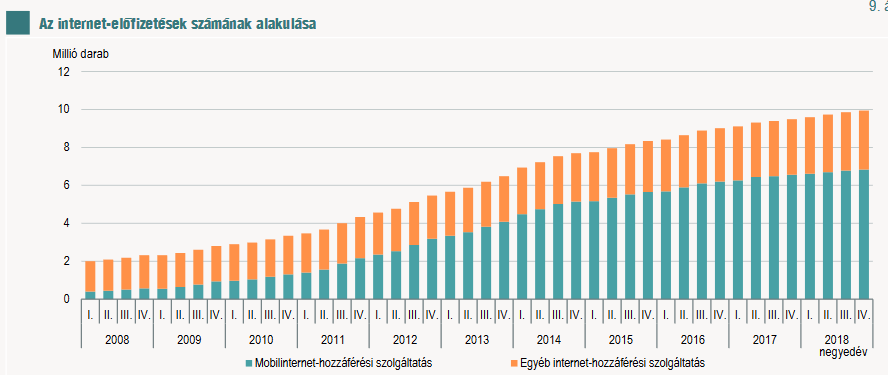 9. á
Az internet-előfizetések számának alakulása
Millió darab
12
10
8
6
4
2
0
I. II. III. IV. I. II. III. IV. I. II. III. IV. I. II. III. IV. I. II. III. IV. I. II. III. IV. I. II. III. IV. I. II. III. IV. I. II. III. IV. I. II. III. IV. I. II. III. IV.
2008 2009 2010 2011 2012 2013 2014 2015 2016 2017 2018
negyedév
Mobilinternet-hozzáférési szolgáltatás Egyéb internet-hozzáférési szolgáltatás